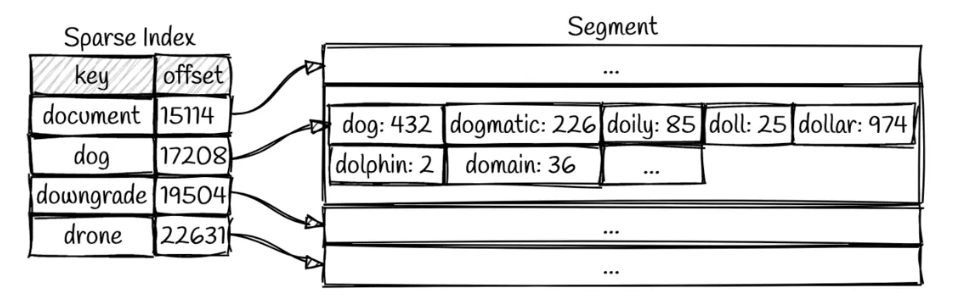 Sparse Index
Segment
key offset
document 15114
dog 17208
downgrade 19504
drone 22631
...
dog: 432 dogmatic: 226 doily: 85 doll: 25 dollar: 974
dolphin: 2 domain: 36 ...
...
...